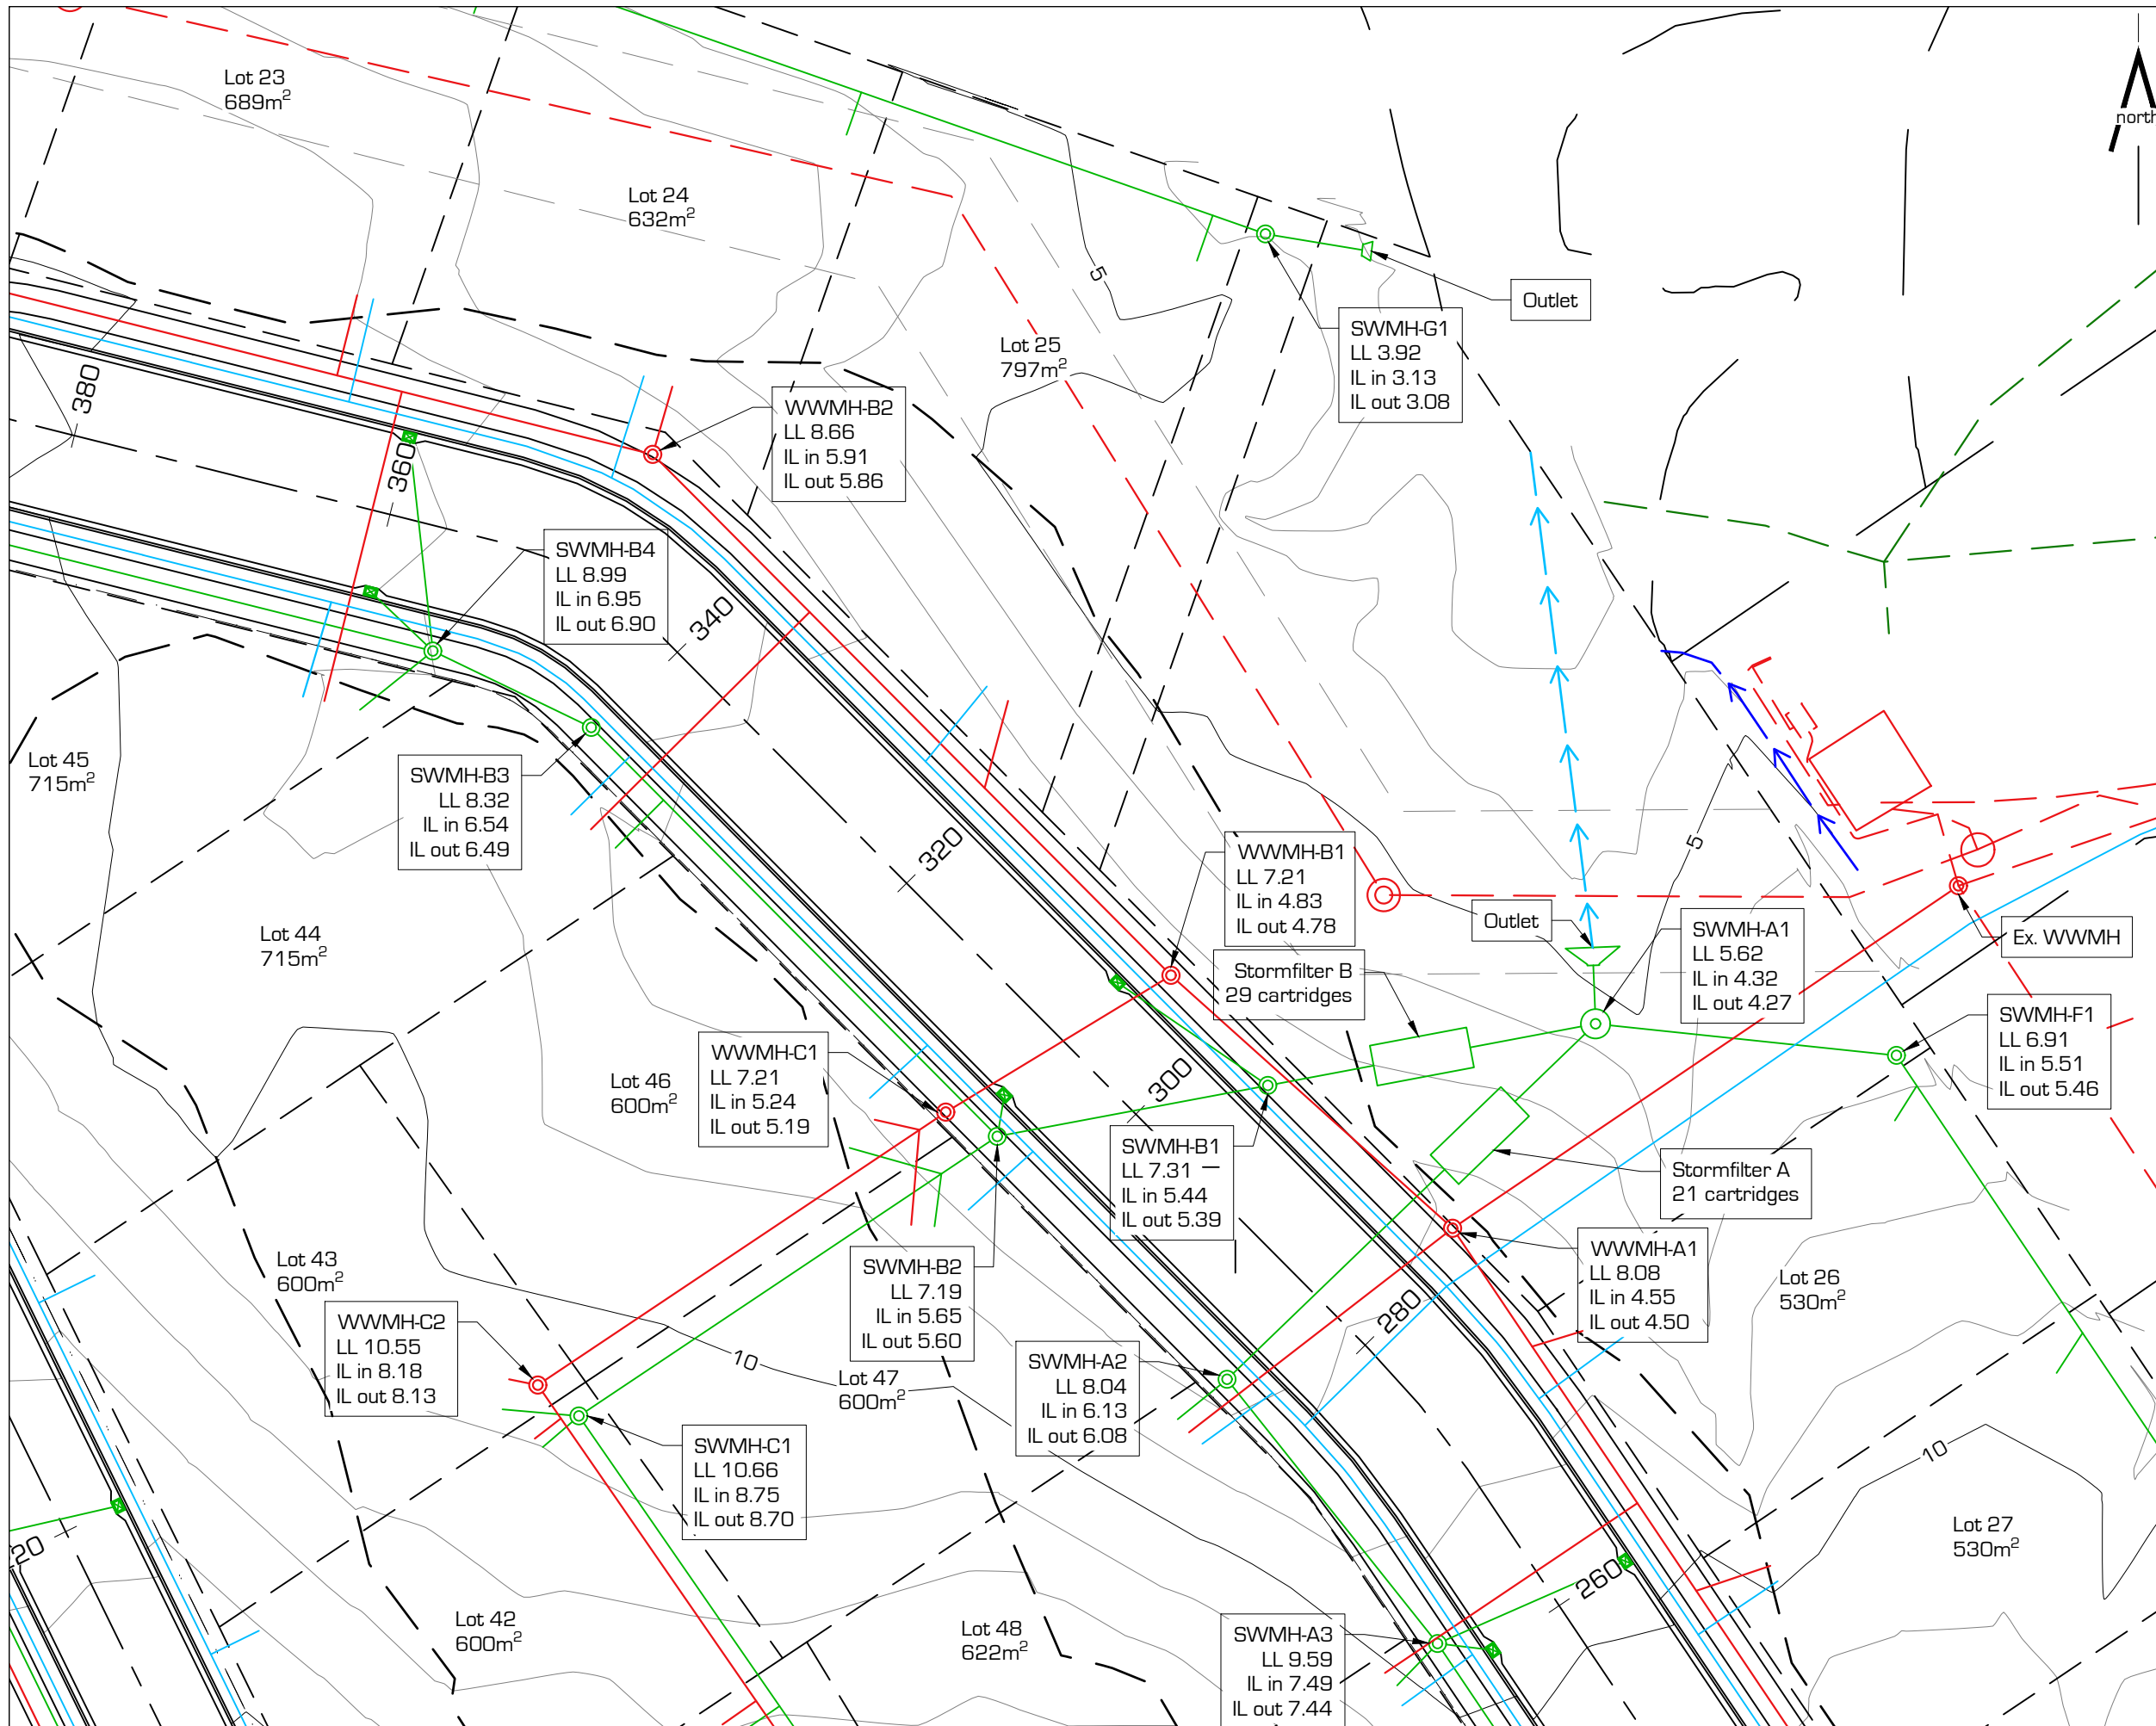 north
Lot 23
689m²
Lot 24
632m²
5
Outlet
SWMH-G1
LL 3.92
IL in 3.13
IL out 3.08
Lot 25
797m²
380
WWMH-B2
LL 8.66
IL in 5.91
IL out 5.86
360
SWMH-B4
LL 8.99
IL in 6.95
IL out 6.90
340
Lot 45
715m²
SWMH-B3
LL 8.32
IL in 6.54
IL out 6.49
320
WWMH-B1
LL 7.21
IL in 4.83
IL out 4.78
5
Outlet
SWMH-A1
LL 5.62
IL in 4.32
IL out 4.27
Ex. WWMH
Lot 44
715m²
Stormfilter B
29 cartridges
SWMH-F1
LL 6.91
IL in 5.51
IL out 5.46
WWMH-C1
LL 7.21
IL in 5.24
IL out 5.19
Lot 46
600m²
300
SWMH-B1
LL 7.31
IL in 5.44
IL out 5.39
Stormfilter A
21 cartridges
Lot 43
600m²
SWMH-B2
LL 7.19
IL in 5.65
IL out 5.60
WWMH-A1
LL 8.08
IL in 4.55
IL out 4.50
Lot 26
530m²
280
WWMH-C2
LL 10.55
IL in 8.18
IL out 8.13
10
Lot 47
600m²
SWMH-A2
LL 8.04
IL in 6.13
IL out 6.08
SWMH-C1
LL 10.66
IL in 8.75
IL out 8.70
10
Lot 27
530m²
20
260
Lot 42
600m²
Lot 48
622m²
SWMH-A3
LL 9.59
IL in 7.49
IL out 7.44